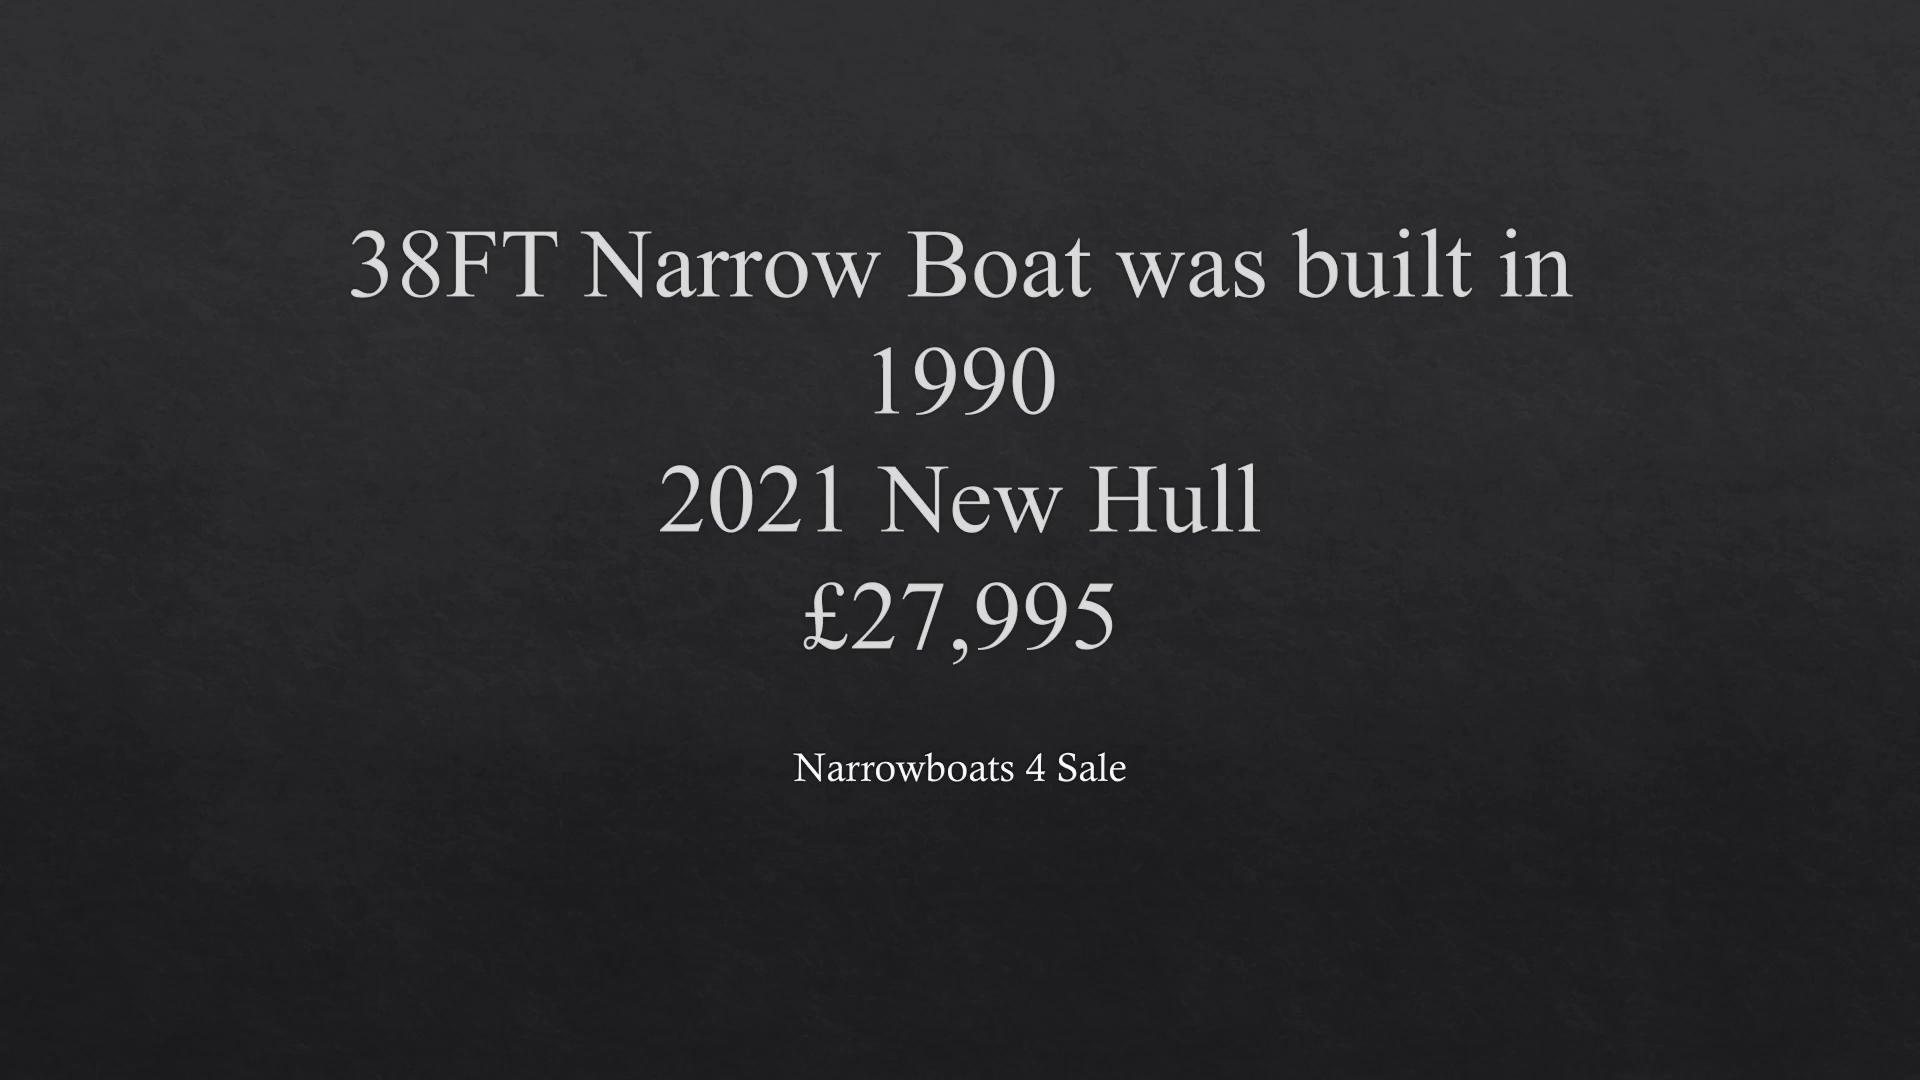 38FT Narrow Boat was built in
1990
2021 New Hull
£27,995
Narrowboats 4 Sale